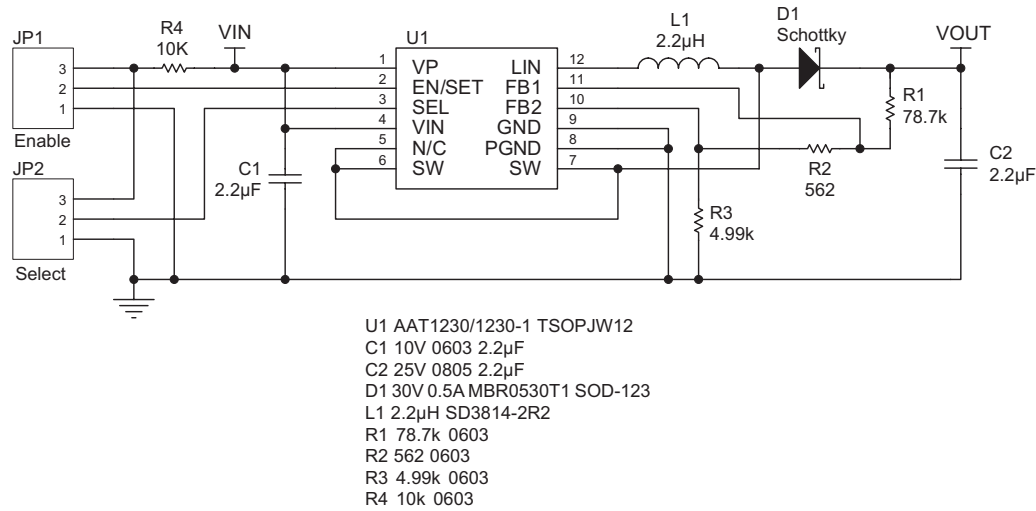 JP1
3
2
1
Enable
R4
10K
VIN
U1
L1
2.2µH
D1
Schottky
VOUT
1 VP LIN 12
2 EN/SET FB1 11
3 SEL FB2 10
4 VIN GND 9
5 N/C PGND 8
6 SW SW 7
R1
78.7k
R2
562
C2
2.2µF
JP2
3
2
1
Select
C1
2.2µF
R3
4.99k
U1 AAT1230/1230-1 TSOPJW12
C1 10V 0603 2.2µF
C2 25V 0805 2.2µF
D1 30V 0.5A MBR0530T1 SOD-123
L1 2.2µH SD3814-2R2
R1 78.7k 0603
R2 562 0603
R3 4.99k 0603
R4 10k 0603